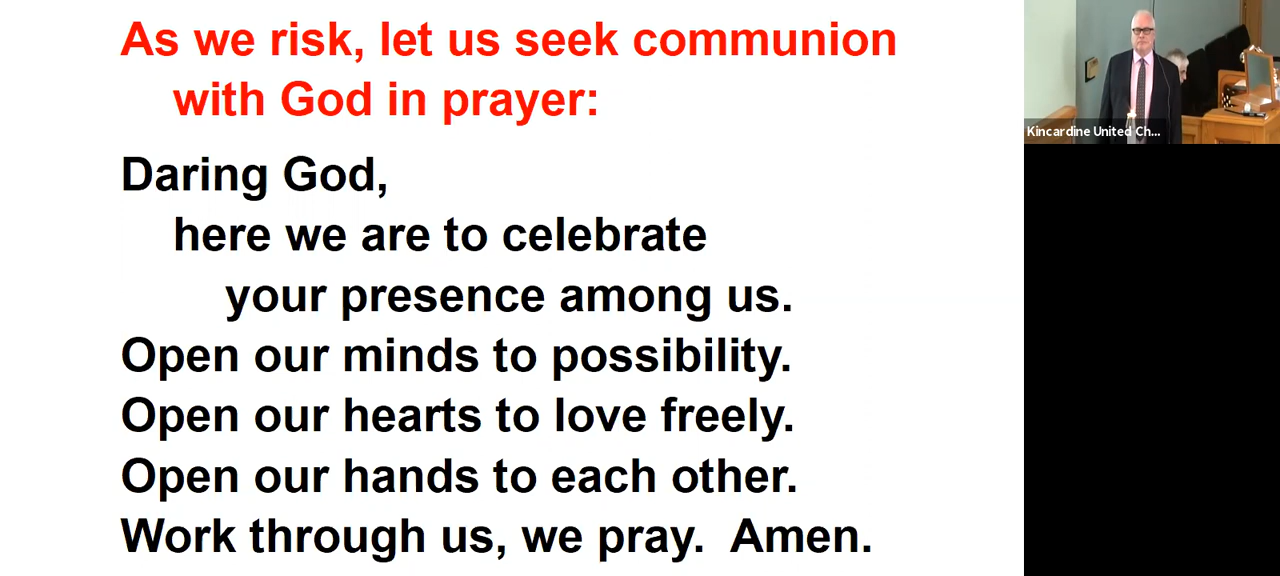 As we risk, let us seek communion
with God in prayer:
Daring God,
here we are to celebrate
your presence among us.
Open our minds to possibility.
Open our hearts to love freely.
Open our hands to each other.
Work through us, we pray.  Amen.
Kincardine United Ch...